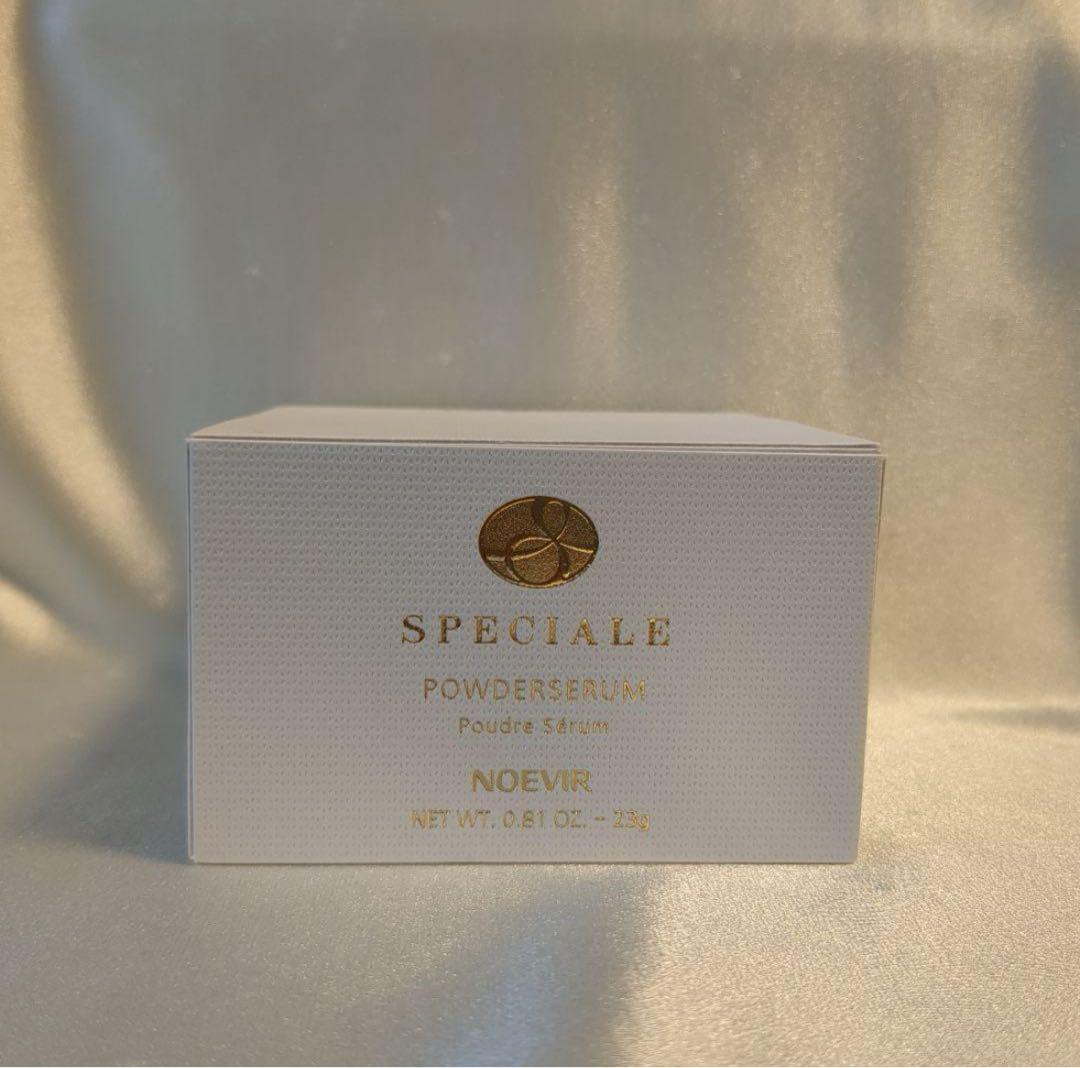 SPECIALE
POWDERSERUM
Poudre Sérum
NOEVIR
NET WT. 0.81 OZ. - 23g